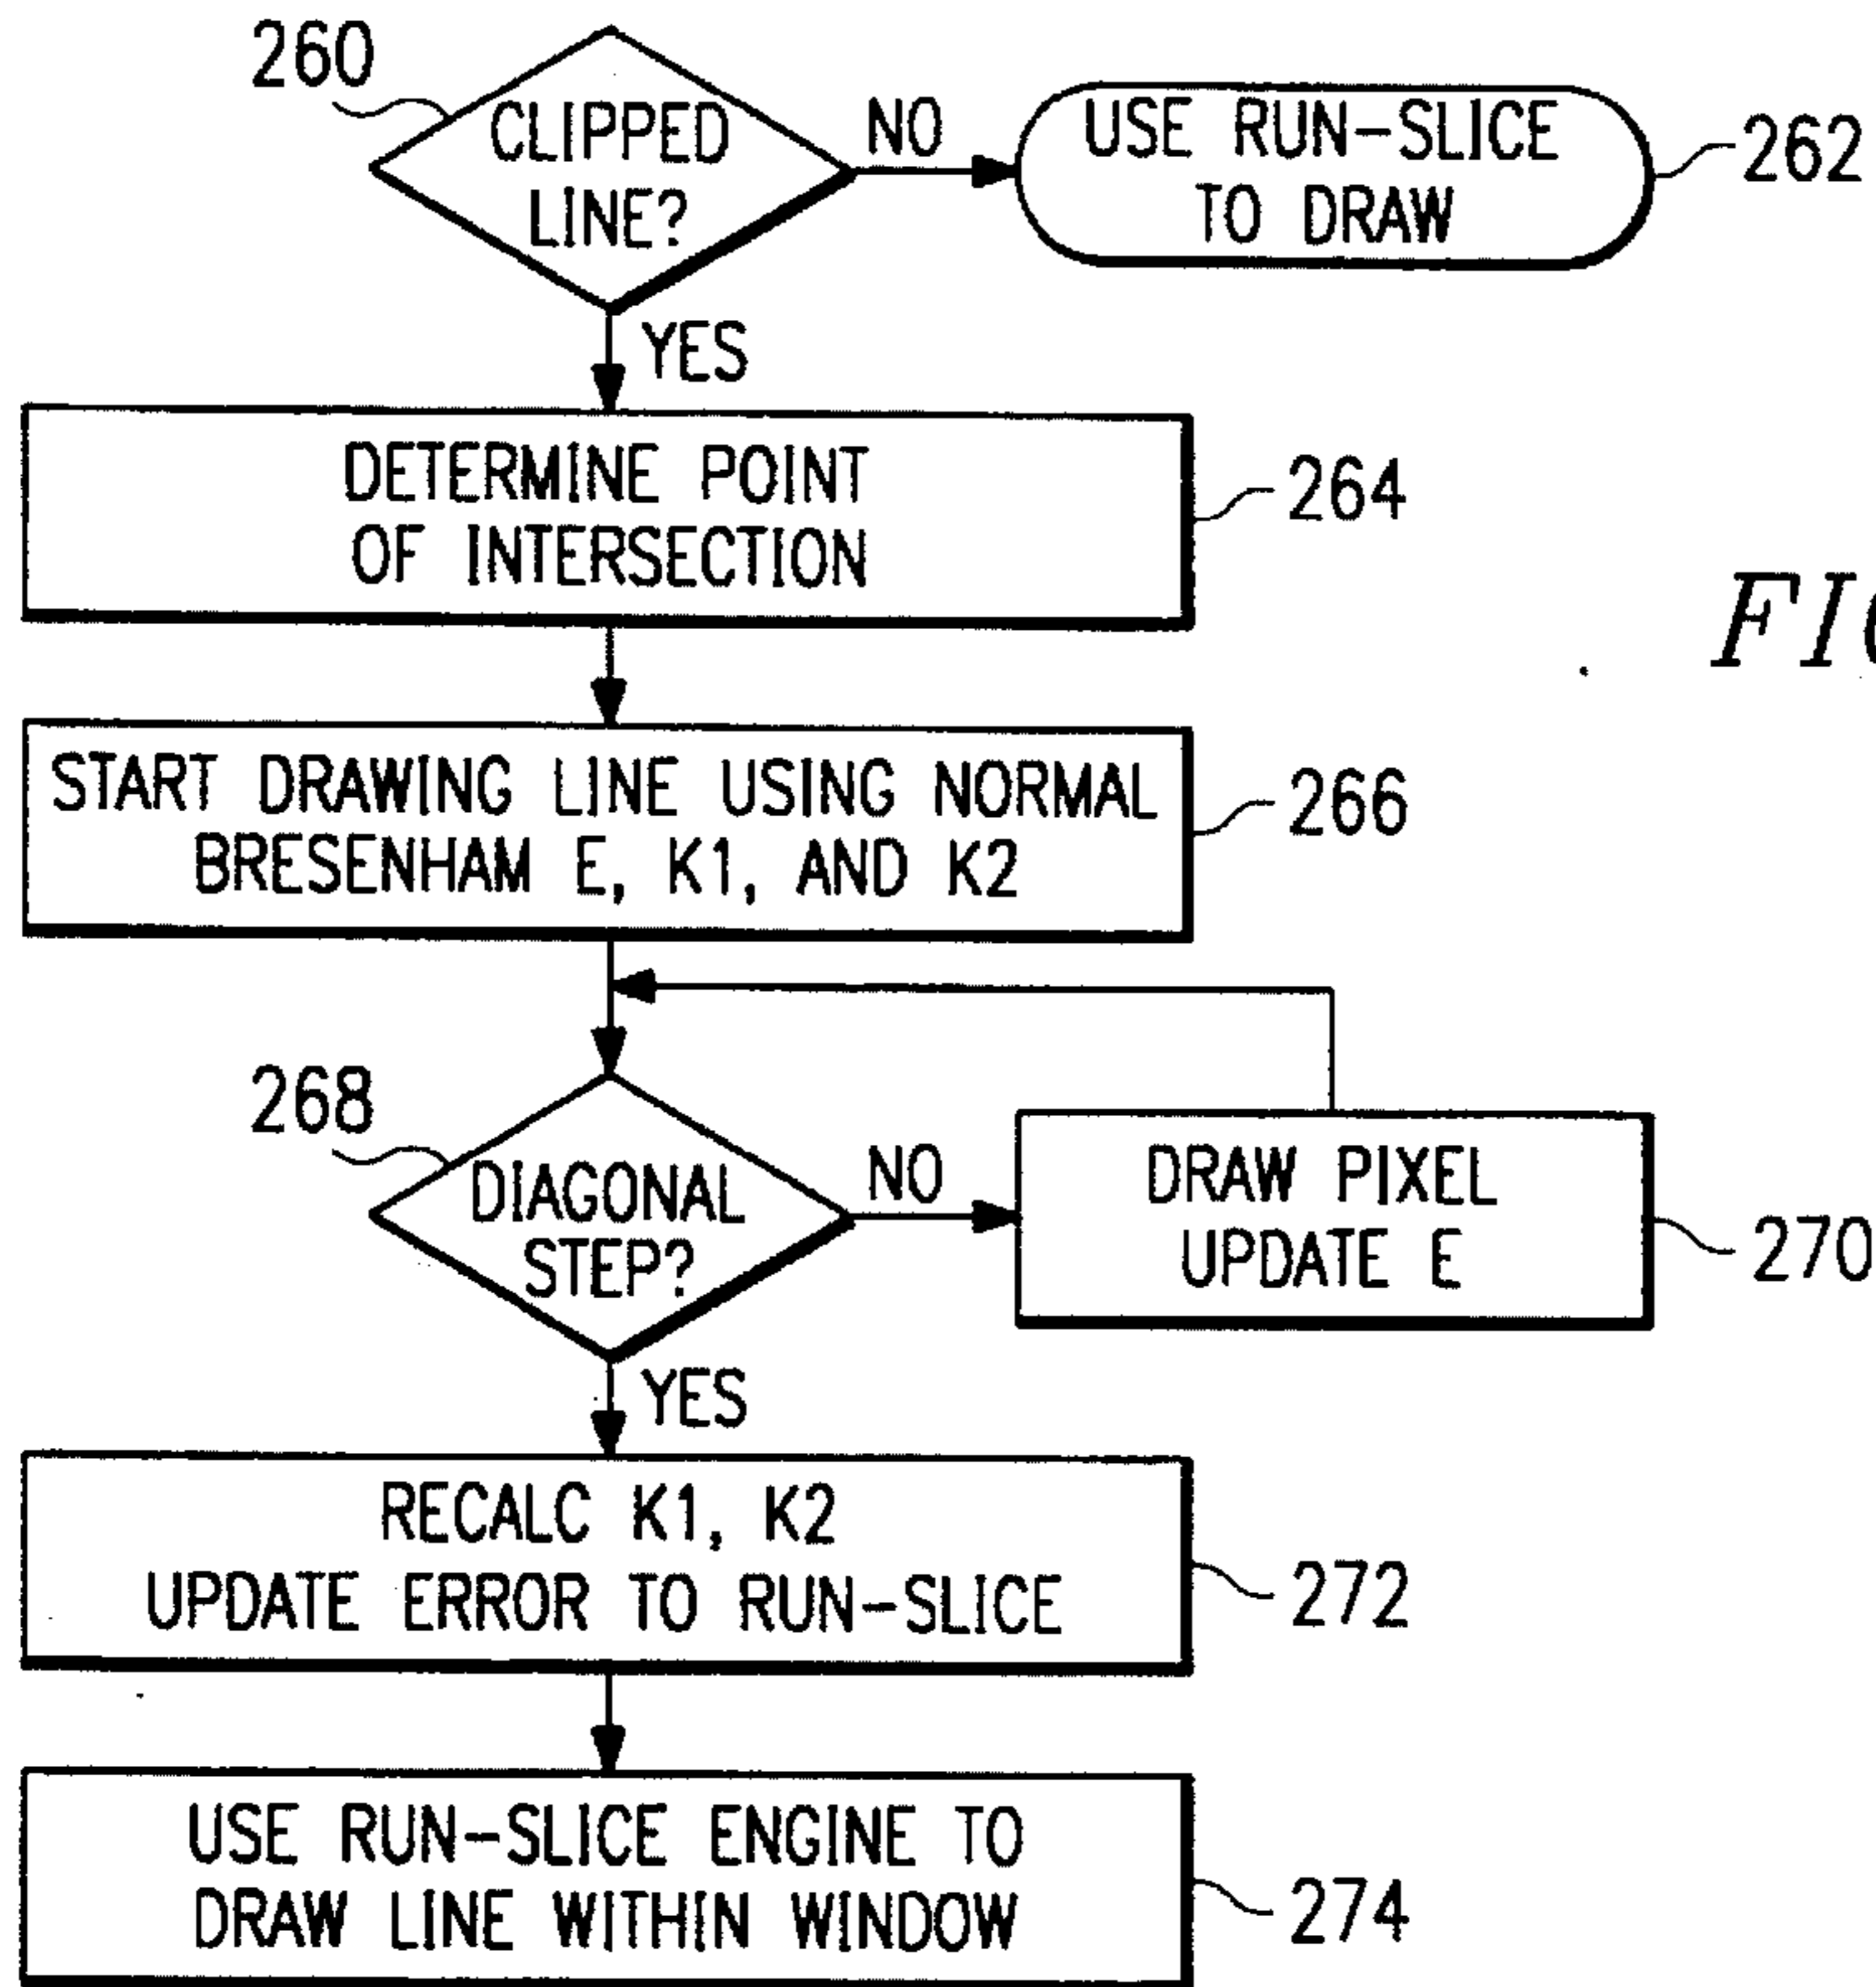 260
CLIPPED
LINE?
NO
USE RUN-SLICE
TO DRAW
262
YES
DETERMINE POINT
OF INTERSECTION
264
START DRAWING LINE USING NORMAL
BRESENHAM E, K1, AND K2
266
268
DIAGONAL
STEP?
NO
DRAW PIXEL
UPDATE E
270
YES
RECALC K1, K2
UPDATE ERROR TO RUN-SLICE
272
USE RUN-SLICE ENGINE TO
DRAW LINE WITHIN WINDOW
274